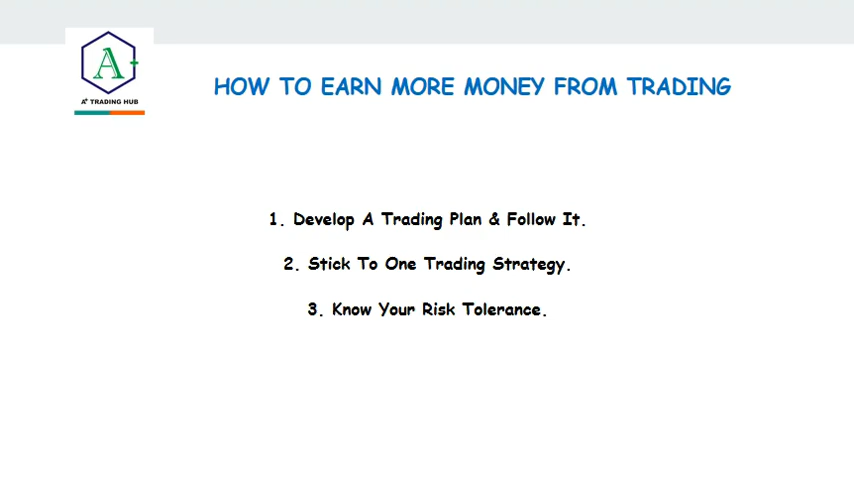 A+
A+ TRADING HUB
HOW TO EARN MORE MONEY FROM TRADING
1. Develop A Trading Plan & Follow It.
2. Stick To One Trading Strategy.
3. Know Your Risk Tolerance.